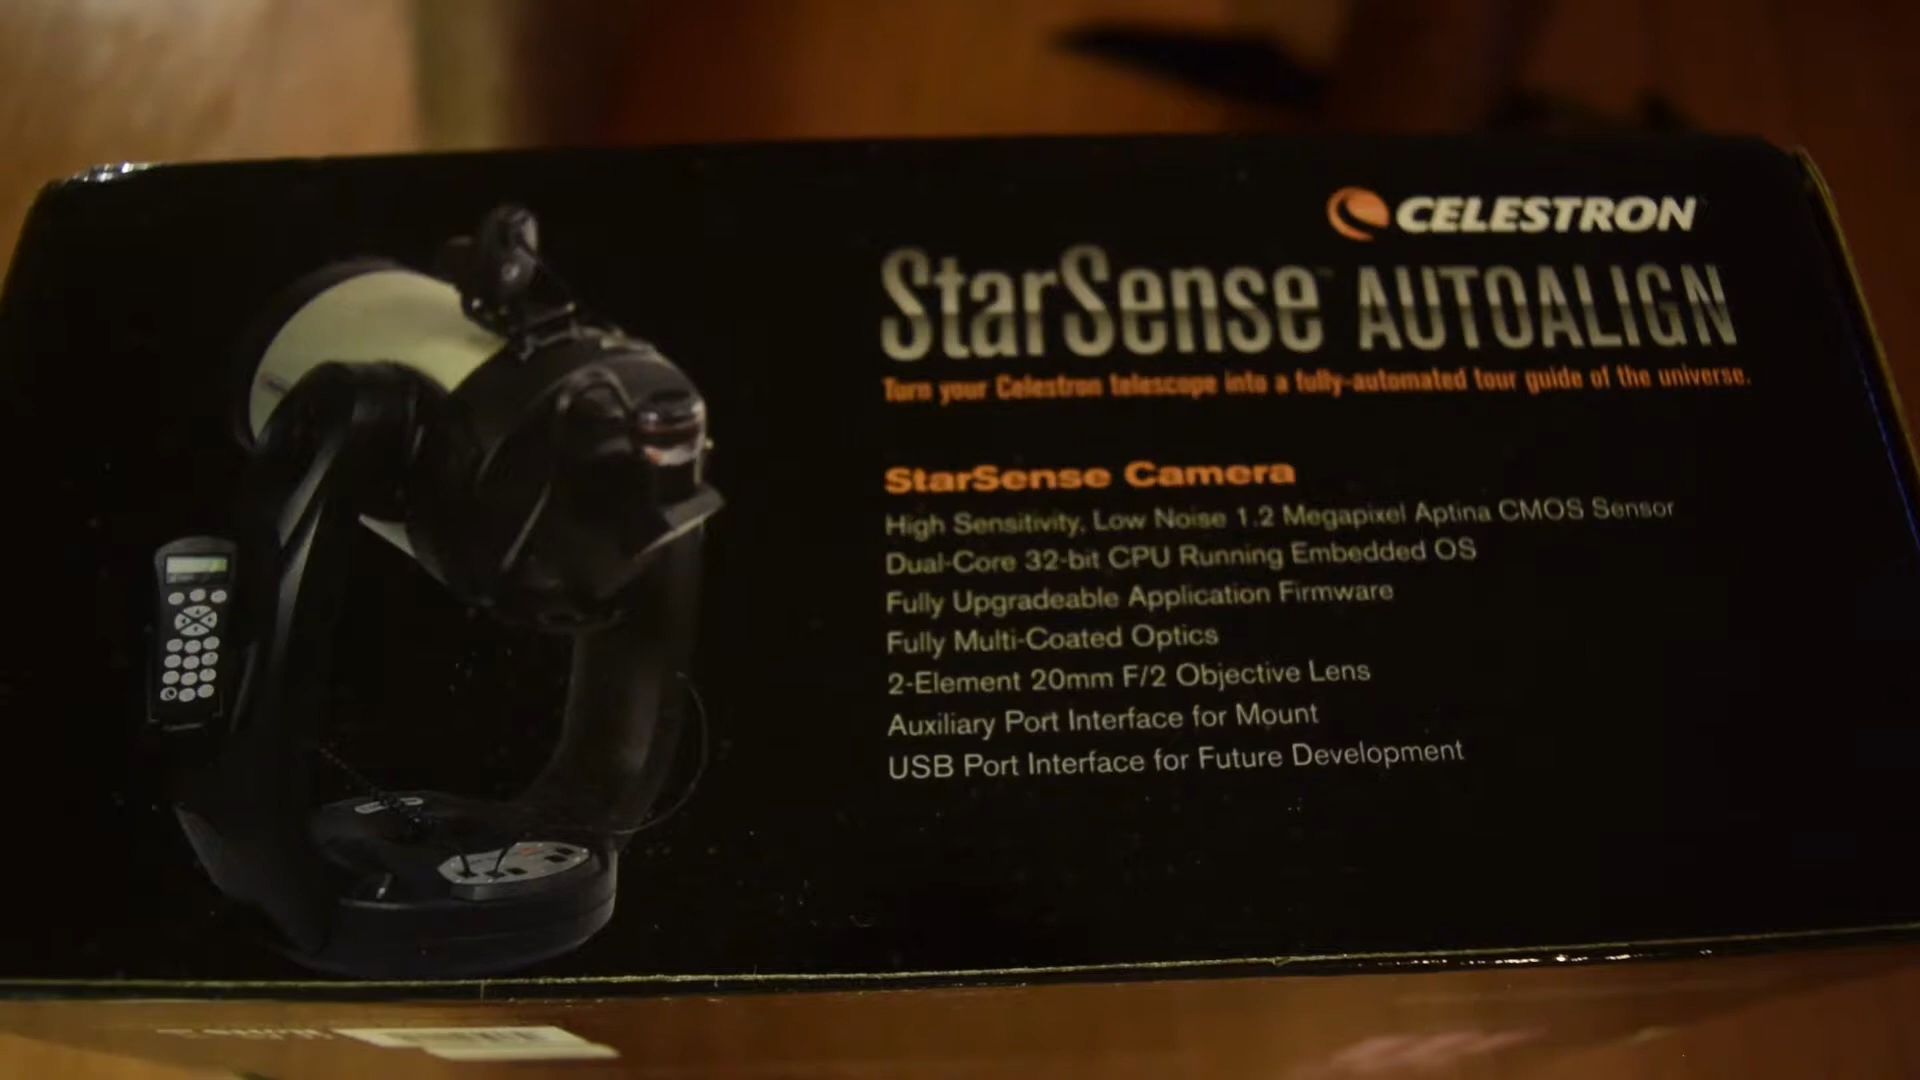 CELESTRON
StarSense™ AUTOALIGN
Turn your Celestron telescope into a fully-automated tour guide of the universe.
StarSense Camera
High Sensitivity, Low Noise 1.2 Megapixel Aptina CMOS Sensor
Dual-Core 32-bit CPU Running Embedded OS
Fully Upgradeable Application Firmware
Fully Multi-Coated Optics
2-Element 20mm F/2 Objective Lens
Auxiliary Port Interface for Mount
USB Port Interface for Future Development